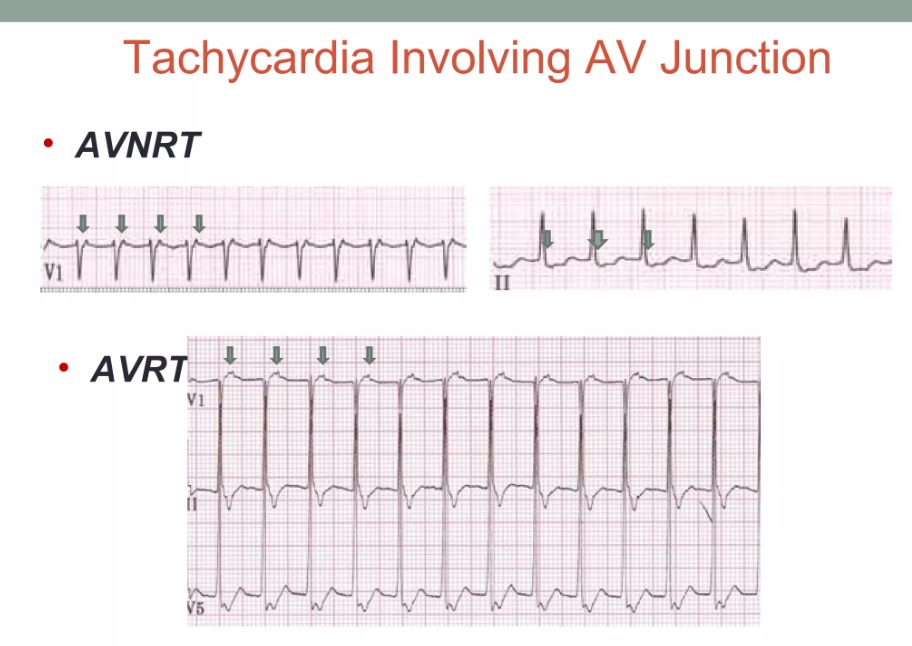 Tachycardia Involving AV Junction
• AVNRT
V1
II
• AVRT
V1
II
V5